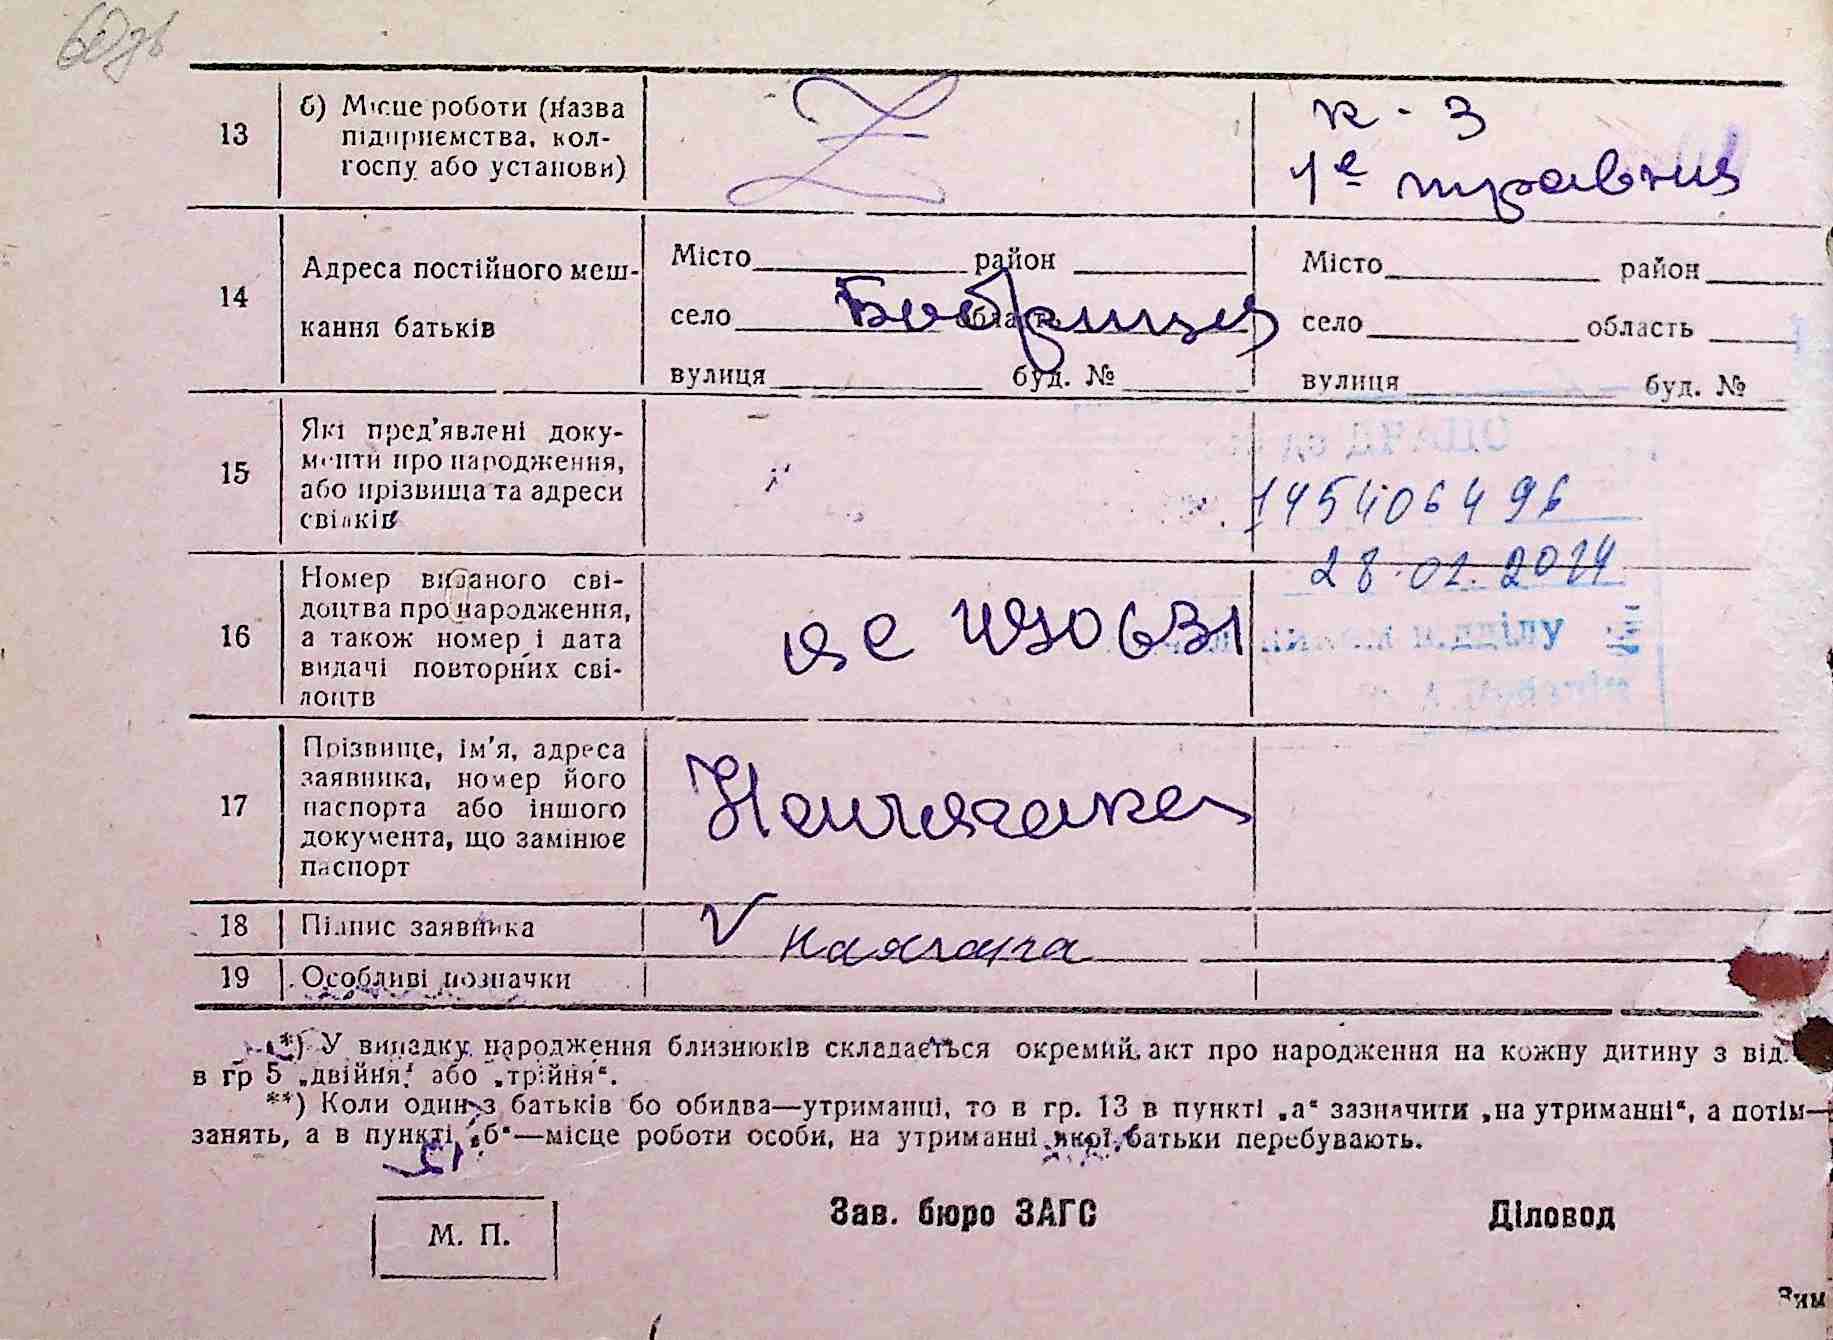 13
б) Місце роботи (назва
підприємства, кол-
госпу або установи)
к - 3
1е травня
14
Адреса постійного меш-
кання батьків
Місто район
село Бобриця область
вулиця буд. №
Місто район
село область
вулиця буд. №
15
Які пред'явлені доку-
менти про народження,
або прізвища та адреси
свідків
145406496
16
Номер виданого сві-
доцтва про народження,
а також номер і дата
видачі повторних сві-
доцтв
28.01.2014
відділу
17
Прізвище, ім'я, адреса
заявника, номер його
паспорта або іншого
документа, що замінює
паспорт
18
Підпис заявника
19
Особливі позначки
*) У випадку народження близнюків складається окремий акт про народження на кожну дитину з від.
в гр 5 „двійня" або „трійня".
**) Коли один з батьків бо обидва—утриманці, то в гр. 13 в пункті „а" зазначити „на утриманні", а потім—
занять, а в пункті „б"—місце роботи особи, на утриманні якої батьки перебувають.
М. П.
Зав. бюро ЗАГС
Діловод
Зим